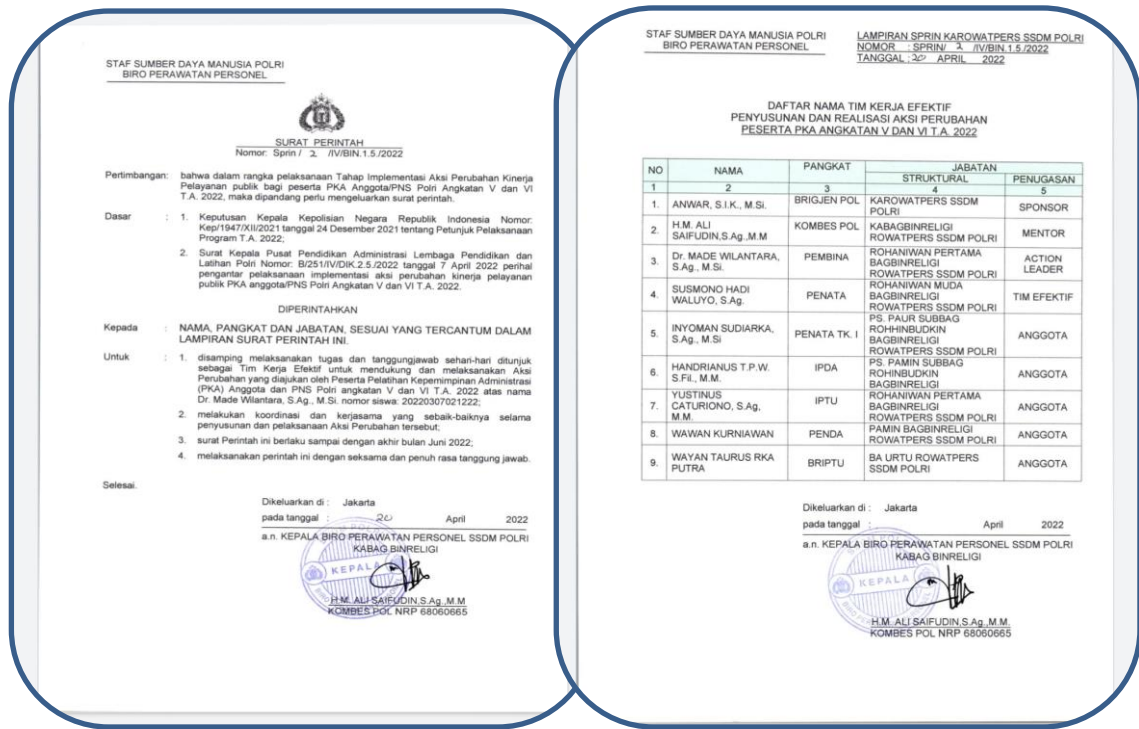 STAF SUMBER DAYA MANUSIA POLRI
BIRO PERAWATAN PERSONEL
SURAT PERINTAH
Nomor: Sprin / 2 /IV/BIN.1.5./2022
Pertimbangan: bahwa dalam rangka pelaksanaan Tahap Implementasi Aksi Perubahan Kinerja
Pelayanan publik bagi peserta PKA Anggota/PNS Polri Angkatan V dan VI
T.A. 2022, maka dipandang perlu mengeluarkan surat perintah.
Dasar : 1. Keputusan Kepala Kepolisian Negara Republik Indonesia Nomor:
Kep/1947/XII/2021 tanggal 24 Desember 2021 tentang Petunjuk Pelaksanaan
Program T.A. 2022;
2. Surat Kepala Pusat Pendidikan Administrasi Lembaga Pendidikan dan
Latihan Polri Nomor: B/251/IV/DIK.2.5./2022 tanggal 7 April 2022 perihal
pengantar pelaksanaan implementasi aksi perubahan kinerja pelayanan
publik PKA anggota/PNS Polri Angkatan V dan VI T.A. 2022.
DIPERINTAHKAN
Kepada : NAMA, PANGKAT DAN JABATAN, SESUAI YANG TERCANTUM DALAM
LAMPIRAN SURAT PERINTAH INI.
Untuk : 1. disamping melaksanakan tugas dan tanggungjawab sehari-hari ditunjuk
sebagai Tim Kerja Efektif untuk mendukung dan melaksanakan Aksi
Perubahan yang diajukan oleh Peserta Pelatihan Kepemimpinan Administrasi
(PKA) Anggota dan PNS Polri angkatan V dan VI T.A. 2022 atas nama
Dr. Made Wilantara, S.Ag., M.Si. nomor siswa: 20220307021222;
2. melakukan koordinasi dan kerjasama yang sebaik-baiknya selama
penyusunan dan pelaksanaan Aksi Perubahan tersebut;
3. surat Perintah ini berlaku sampai dengan akhir bulan Juni 2022;
4. melaksanakan perintah ini dengan seksama dan penuh rasa tanggung jawab.
Selesai.
Dikeluarkan di : Jakarta
pada tanggal : 20 April 2022
a.n. KEPALA BIRO PERAWATAN PERSONEL SSDM POLRI
KABAG BINRELIGI
KEPALA
H.M. ALI SAIFUDIN,S.Ag.,M.M
KOMBES POL NRP 68060665
STAF SUMBER DAYA MANUSIA POLRI
BIRO PERAWATAN PERSONEL
LAMPIRAN SPRIN KAROWATPERS SSDM POLRI
NOMOR : SPRIN/ 2 /IV/BIN.1.5./2022
TANGGAL : 20 APRIL 2022
DAFTAR NAMA TIM KERJA EFEKTIF
PENYUSUNAN DAN REALISASI AKSI PERUBAHAN
PESERTA PKA ANGKATAN V DAN VI T.A. 2022
NO NAMA PANGKAT JABATAN
STRUKTURAL PENUGASAN
1 2 3 4 5
1. ANWAR, S.I.K., M.Si. BRIGJEN POL KAROWATPERS SSDM
POLRI SPONSOR
2. H.M. ALI
SAIFUDIN,S.Ag.,M.M KOMBES POL KABAGBINRELIGI
ROWATPERS SSDM POLRI MENTOR
3. Dr. MADE WILANTARA,
S.Ag., M.Si. PEMBINA ROHANIWAN PERTAMA
BAGBINRELIGI
ROWATPERS SSDM POLRI ACTION
LEADER
4. SUSMONO HADI
WALUYO, S.Ag. PENATA ROHANIWAN MUDA
BAGBINRELIGI
ROWATPERS SSDM POLRI TIM EFEKTIF
5. INYOMAN SUDIARKA,
S.Ag., M.Si PENATA TK. I PS. PAUR SUBBAG
ROHHINBUDKIN
BAGBINRELIGI
ROWATPERS SSDM POLRI ANGGOTA
6. HANDRIANUS T.P.W.
S.Fil., M.M. IPDA PS. PAMIN SUBBAG
ROHINBUDKIN
BAGBINRELIGI ANGGOTA
7. YUSTINUS
CATURIONO, S.Ag,
M.M. IPTU ROHANIWAN PERTAMA
BAGBINRELIGI
ROWATPERS SSDM POLRI ANGGOTA
8. WAWAN KURNIAWAN PENDA PAMIN BAGBINRELIGI
ROWATPERS SSDM POLRI ANGGOTA
9. WAYAN TAURUS RKA
PUTRA BRIPTU BA URTU ROWATPERS
SSDM POLRI ANGGOTA
Dikeluarkan di : Jakarta
pada tanggal : April 2022
a.n. KEPALA BIRO PERAWATAN PERSONEL SSDM POLRI
KABAG BINRELIGI
KEPALA
H.M. ALI SAIFUDIN,S.Ag.,M.M.
KOMBES POL NRP 68060665